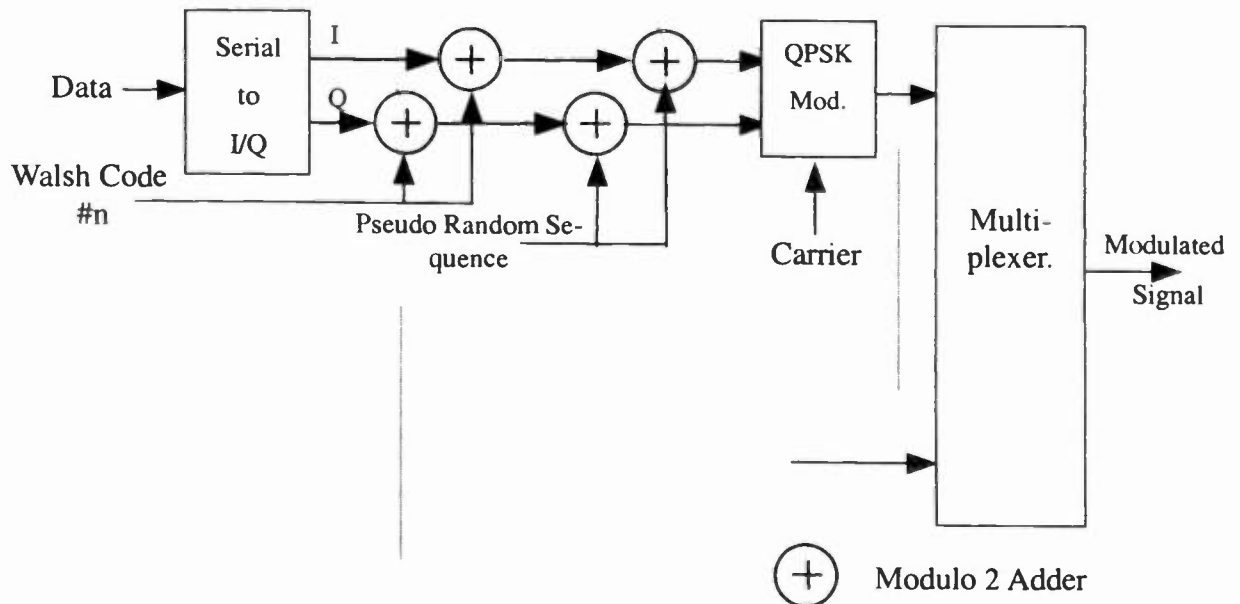 Data
Serial
to
I/Q
I
Q
+
+
+
+
QPSK
Mod.
Walsh Code
#n
Pseudo Random Se-
quence
Carrier
Multi-
plexer.
Modulated
Signal
+
Modulo 2 Adder